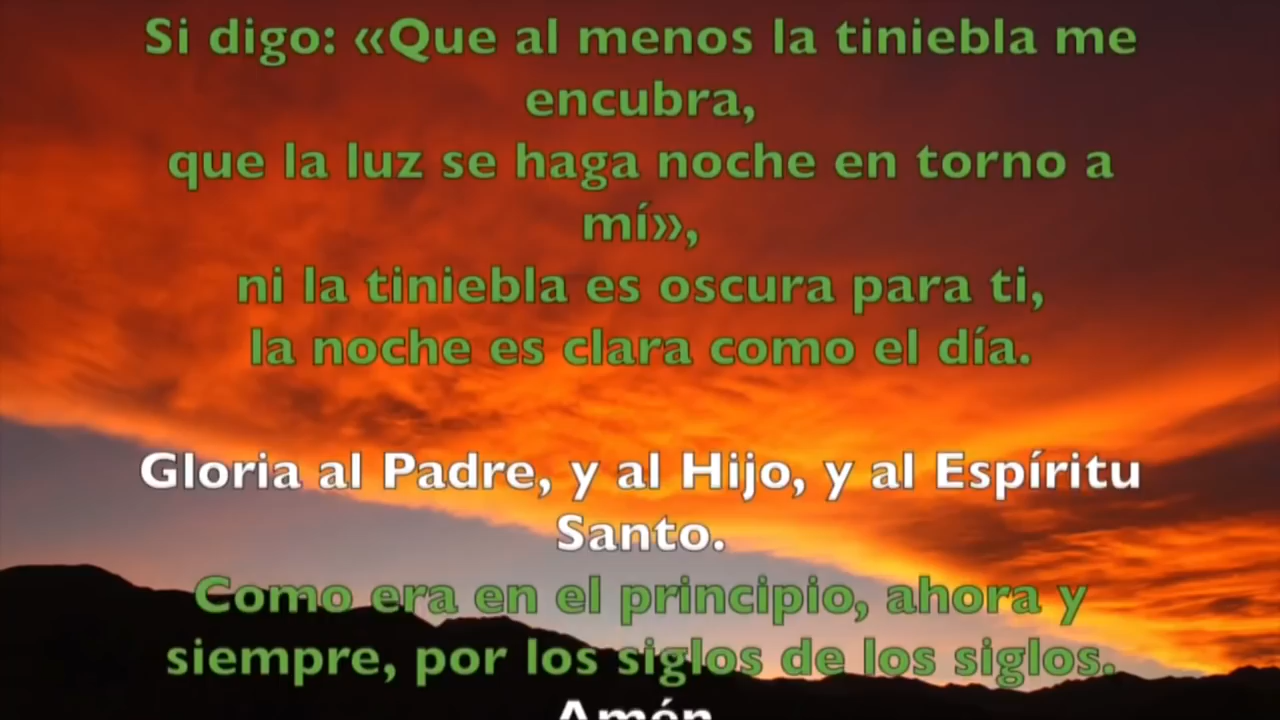 Si digo: «Que al menos la tiniebla me
encubra,
que la luz se haga noche en torno a
mí»,
ni la tiniebla es oscura para ti,
la noche es clara como el día.
Gloria al Padre, y al Hijo, y al Espíritu
Santo.
Como era en el principio, ahora y
siempre, por los siglos de los siglos.
Amén